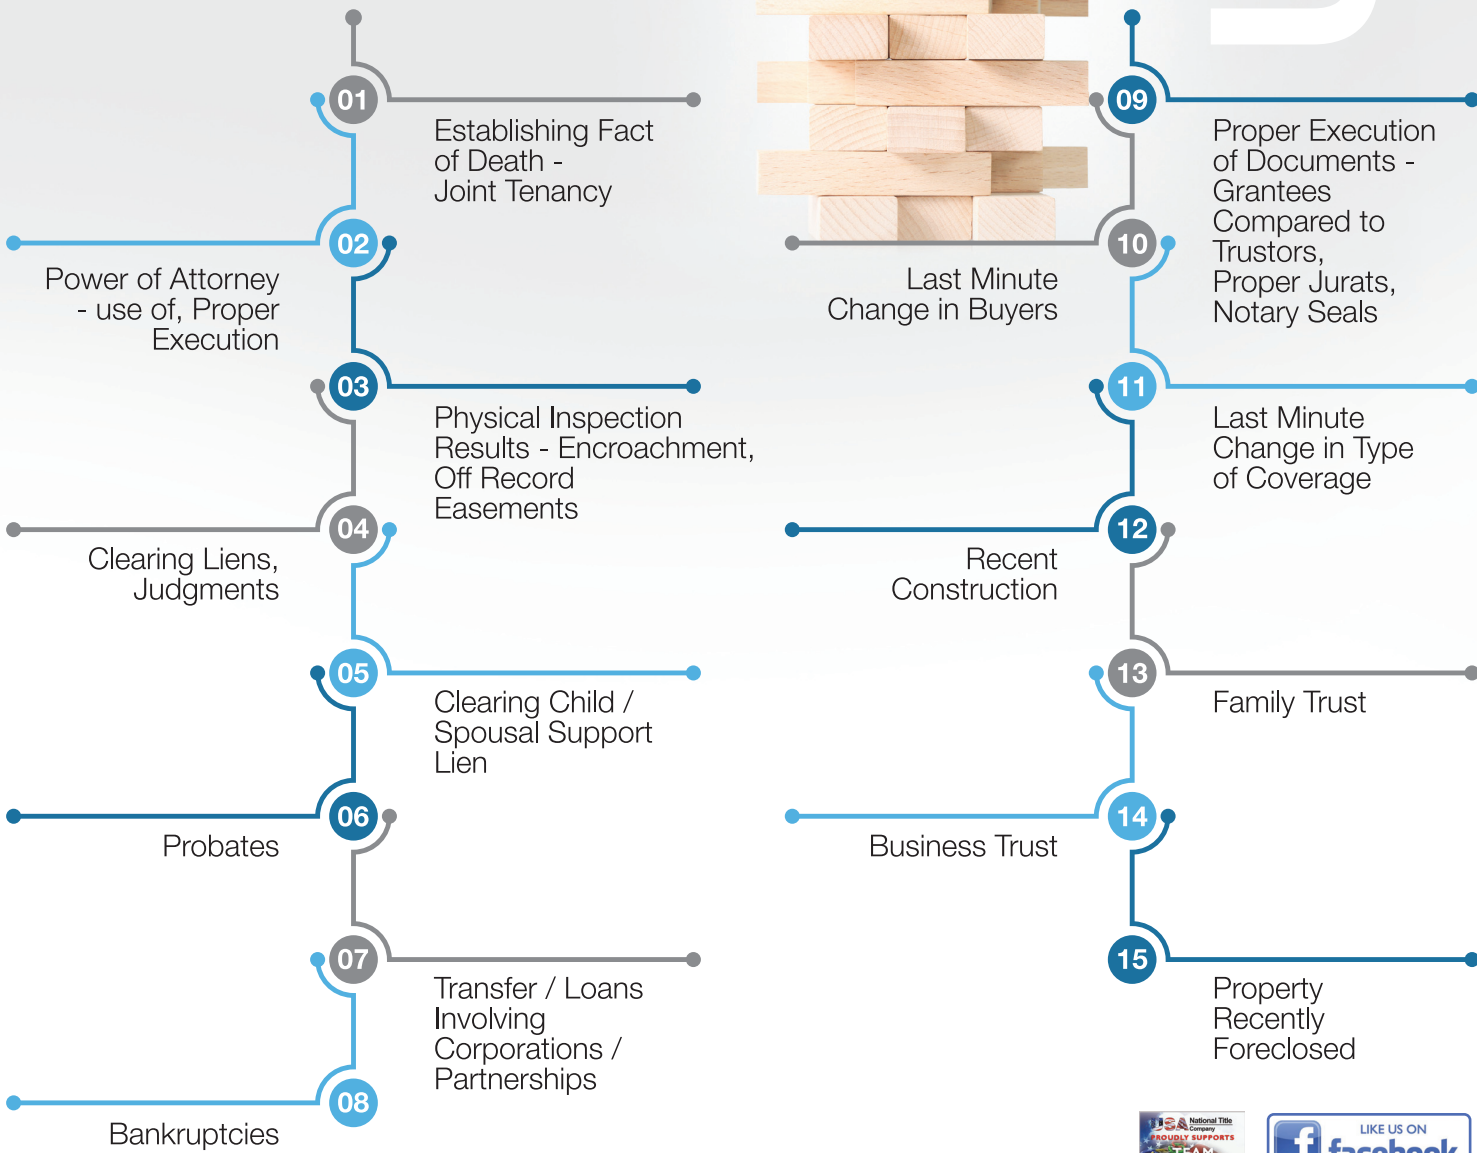 01
Establishing Fact
of Death -
Joint Tenancy
02
Power of Attorney
- use of, Proper
Execution
03
Physical Inspection
Results - Encroachment,
Off Record
Easements
04
Clearing Liens,
Judgments
05
Clearing Child /
Spousal Support
Lien
06
Probates
07
Transfer / Loans
Involving
Corporations /
Partnerships
08
Bankruptcies
09
Proper Execution
of Documents -
Grantees
Compared to
Trustors,
Proper Jurats,
Notary Seals
10
Last Minute
Change in Buyers
11
Last Minute
Change in Type
of Coverage
12
Recent
Construction
13
Family Trust
14
Business Trust
15
Property
Recently
Foreclosed
USA National Title
Company
PROUDLY SUPPORTS
TEAM
LIKE US ON
f facebook